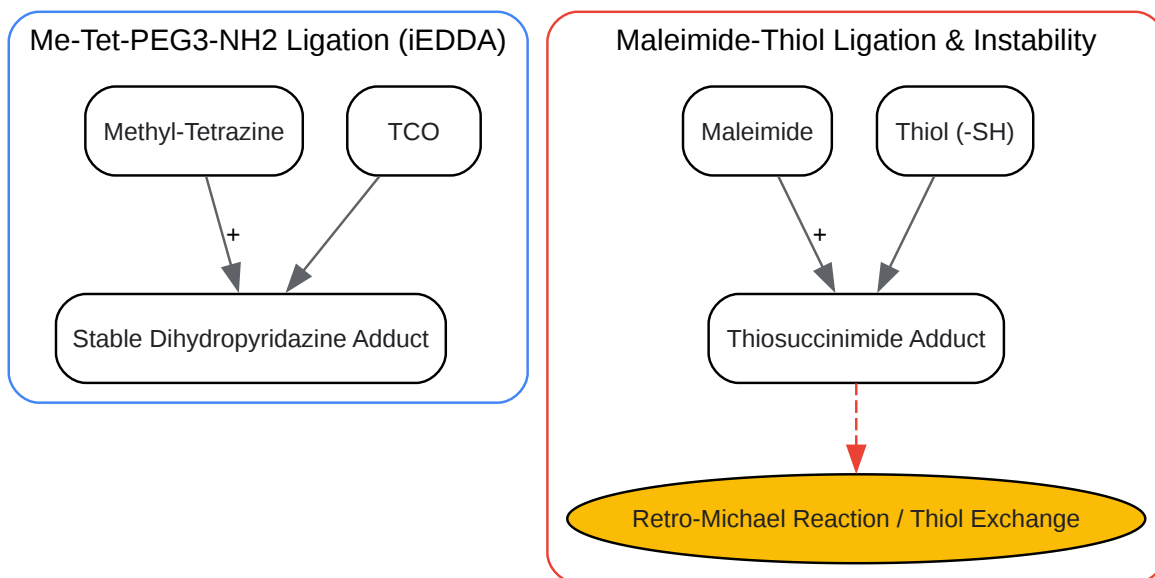 Me-Tet-PEG3-NH2 Ligation (iEDDA)
Methyl-Tetrazine
TCO
+
Stable Dihydropyridazine Adduct
Maleimide-Thiol Ligation & Instability
Maleimide
Thiol (-SH)
+
Thiosuccinimide Adduct
Retro-Michael Reaction / Thiol Exchange